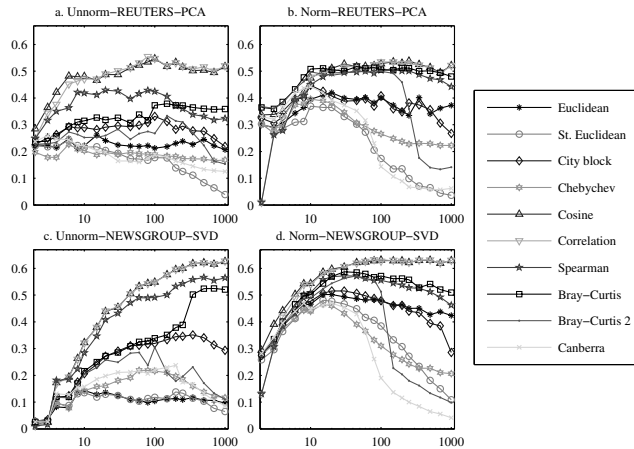 a. Unnorm−REUTERS−PCA
b. Norm−REUTERS−PCA
0.6
0.5
0.4
0.3
0.2
0.1
0
10
100
1000
0.6
0.5
0.4
0.3
0.2
0.1
0
10
100
1000
c. Unnorm−NEWSGROUP−SVD
d. Norm−NEWSGROUP−SVD
0.6
0.5
0.4
0.3
0.2
0.1
0
10
100
1000
0.6
0.5
0.4
0.3
0.2
0.1
0
10
100
1000
Euclidean
St. Euclidean
City block
Chebychev
Cosine
Correlation
Spearman
Bray−Curtis
Bray−Curtis 2
Canberra